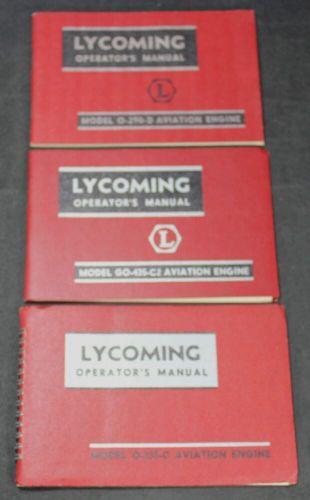 LYCOMING
OPERATOR'S MANUAL
L
MODEL O-290-D AVIATION ENGINE
LYCOMING
OPERATOR'S MANUAL
L
MODEL GO-435-C2 AVIATION ENGINE
LYCOMING
OPERATOR'S MANUAL
MODEL AVIATION ENGINE